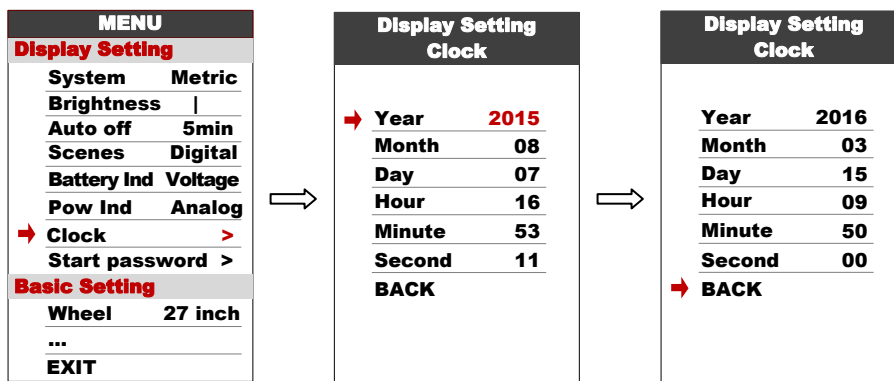 MENU
Display Setting
System Metric
Brightness |
Auto off 5min
Scenes Digital
Battery Ind Voltage
Pow Ind Analog
Clock >
Start password >
Basic Setting
Wheel 27 inch
...
EXIT
Display Setting
Clock
Year 2015
Month 08
Day 07
Hour 16
Minute 53
Second 11
BACK
Display Setting
Clock
Year 2016
Month 03
Day 15
Hour 09
Minute 50
Second 00
BACK